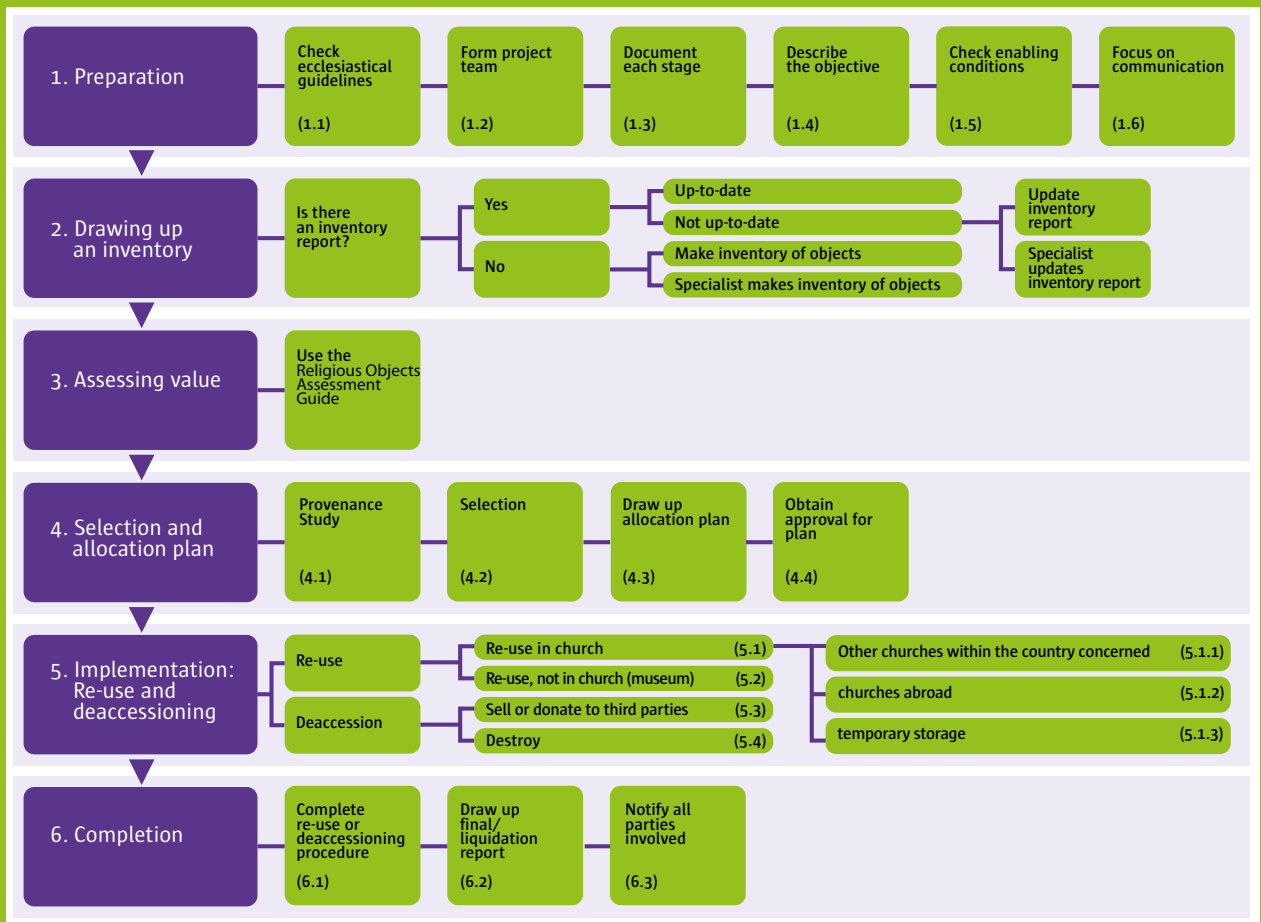 1. Preparation
Check
ecclesiastical
guidelines
(1.1)
Form project
team
(1.2)
Document
each stage
(1.3)
Describe
the objective
(1.4)
Check enabling
conditions
(1.5)
Focus on
communication
(1.6)
2. Drawing up
an inventory
Is there
an inventory
report?
Yes
No
Up-to-date
Not up-to-date
Make inventory of objects
Specialist makes inventory of objects
Update
inventory
report
Specialist
updates
inventory report
3. Assessing value
Use the
Religious Objects
Assessment
Guide
4. Selection and
allocation plan
Provenance
Study
(4.1)
Selection
(4.2)
Draw up
allocation plan
(4.3)
Obtain
approval for
plan
(4.4)
5. Implementation:
Re-use and
deaccessioning
Re-use
Deaccession
Re-use in church (5.1)
Re-use, not in church (museum) (5.2)
Sell or donate to third parties (5.3)
Destroy (5.4)
Other churches within the country concerned (5.1.1)
churches abroad (5.1.2)
temporary storage (5.1.3)
6. Completion
Complete
re-use or
deaccessioning
procedure
(6.1)
Draw up
final/
liquidation
report
(6.2)
Notify all
parties
involved
(6.3)